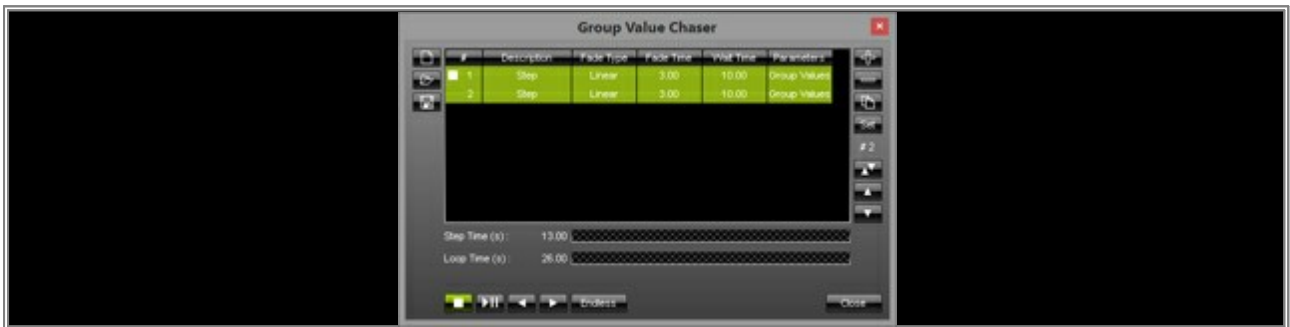 Group Value Chaser
# Description Fade Type Fade Time Wait Time Parameters
1 Step Linear 3.00 10.00 Group Values
2 Step Linear 3.00 10.00 Group Values
Set
# 2
Step Time (s) : 13.00
Loop Time (s) : 26.00
Endless
Close